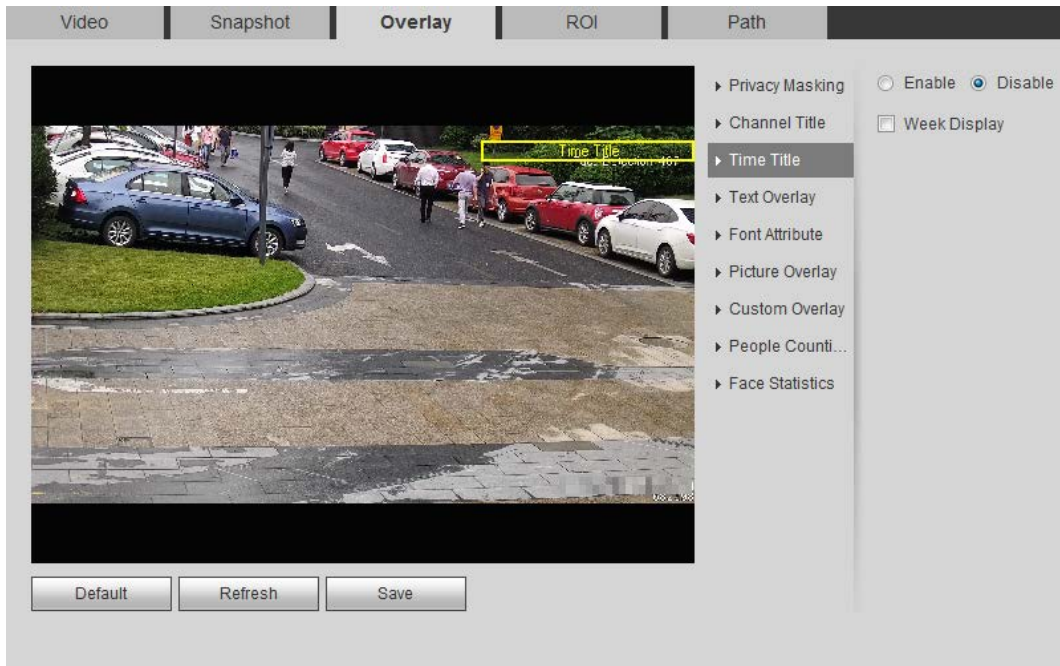 Video
Snapshot
Overlay
ROI
Path
Privacy Masking
Channel Title
Time Title
Text Overlay
Font Attribute
Picture Overlay
Custom Overlay
People Counti...
Face Statistics
Enable
Disable
Week Display
Time Title
Default
Refresh
Save